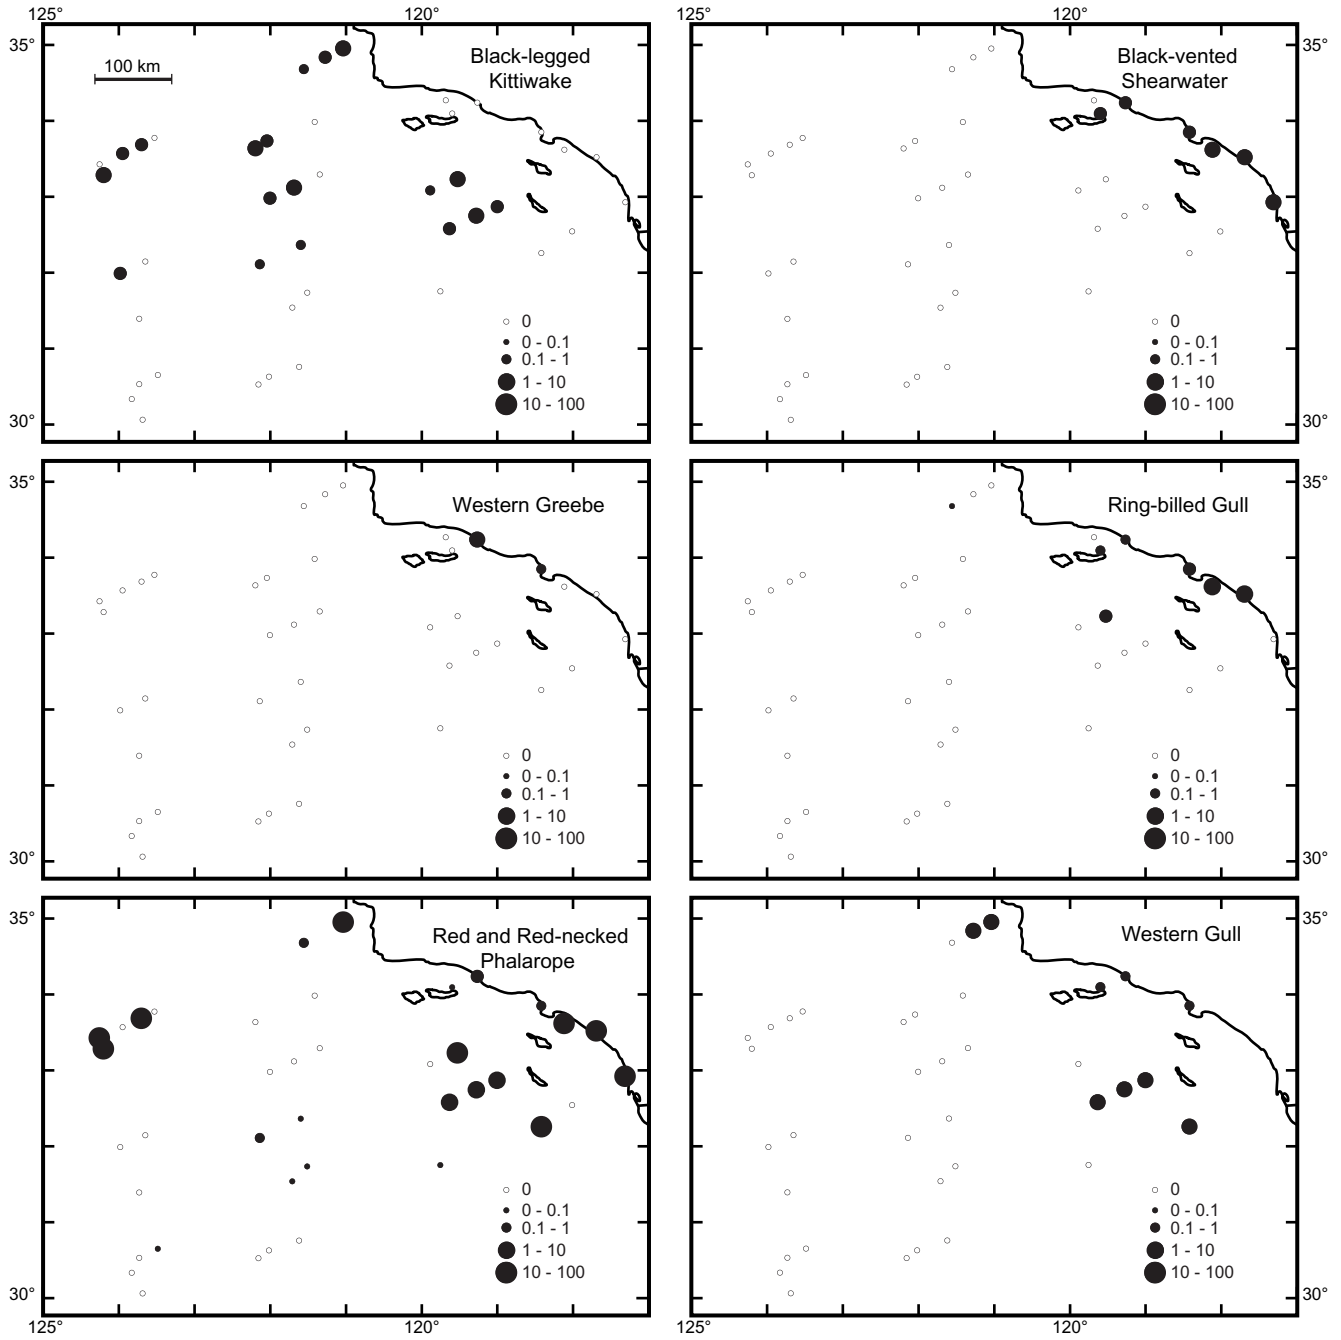 125° 120° 125° 120°
35°
100 km
Black-legged
Kittiwake
0
0 - 0.1
0.1 - 1
1 - 10
10 - 100
30°
Black-vented
Shearwater
35°
0
0 - 0.1
0.1 - 1
1 - 10
10 - 100
30°
35°
Western Greebe
0
0 - 0.1
0.1 - 1
1 - 10
10 - 100
30°
Ring-billed Gull
35°
0
0 - 0.1
0.1 - 1
1 - 10
10 - 100
30°
35°
Red and Red-necked
Phalarope
0
0 - 0.1
0.1 - 1
1 - 10
10 - 100
30°
Western Gull
35°
0
0 - 0.1
0.1 - 1
1 - 10
10 - 100
30°
125° 120° 125° 120°